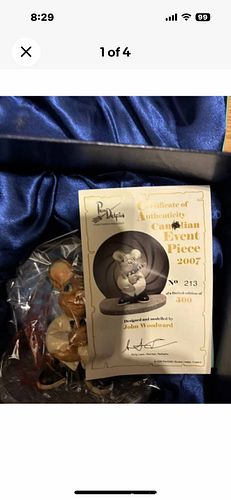 8:29
99
1 of 4
Certificate of
Authenticity
Canadian
Event
Piece
2007
Nº 213
of a limited edition of
500
Designed and modelled by
John Woodward